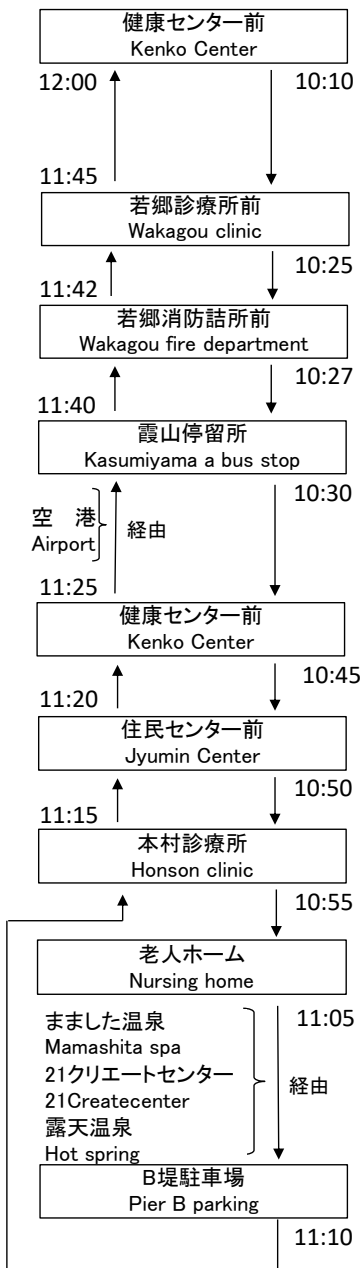 健康センター前
Kenko Center
12:00
10:10
11:45
若郷診療所前
Wakagou clinic
10:25
11:42
若郷消防詰所前
Wakagou fire department
10:27
11:40
霞山停留所
Kasumiyama a bus stop
10:30
空　港
Airport
経由
11:25
健康センター前
Kenko Center
10:45
11:20
住民センター前
Jyumin Center
10:50
11:15
本村診療所
Honson clinic
10:55
老人ホーム
Nursing home
11:05
まました温泉
Mamashita spa
21クリエートセンター
21Createcenter
露天温泉
Hot spring
経由
B堤駐車場
Pier B parking
11:10